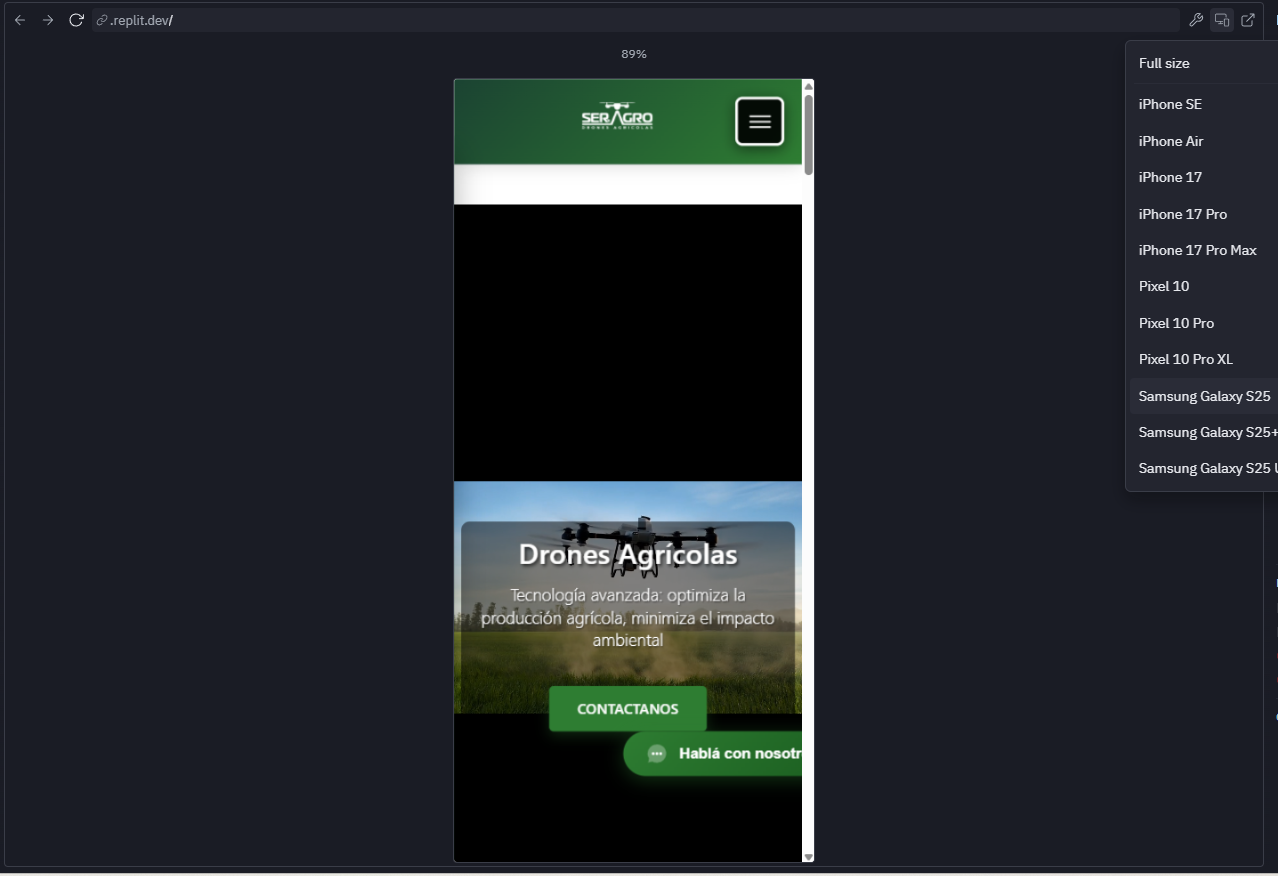 .replit.dev/
89%
Full size
iPhone SE
iPhone Air
iPhone 17
iPhone 17 Pro
iPhone 17 Pro Max
Pixel 10
Pixel 10 Pro
Pixel 10 Pro XL
Samsung Galaxy S25
Samsung Galaxy S25+
Samsung Galaxy S25 U
SERAGRO
DRONES AGRICOLAS
Drones Agrícolas
Tecnología avanzada: optimiza la
producción agrícola, minimiza el impacto
ambiental
CONTACTANOS
Hablá con nosotr